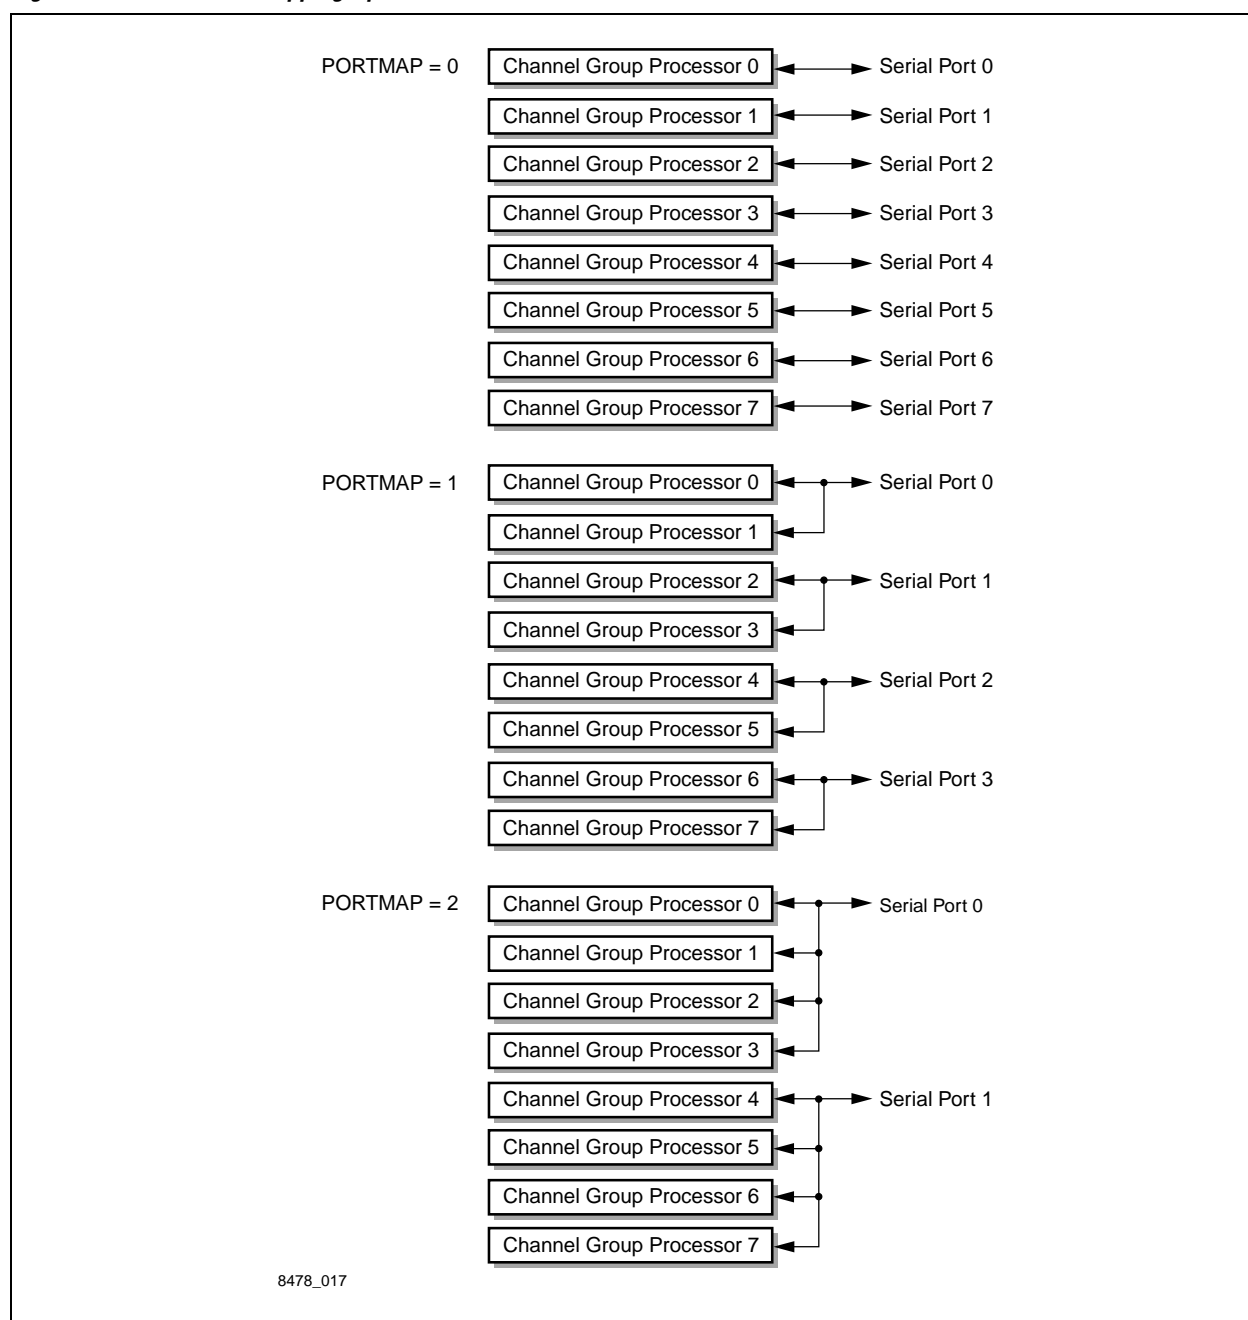 PORTMAP = 0 Channel Group Processor 0 Serial Port 0
Channel Group Processor 1 Serial Port 1
Channel Group Processor 2 Serial Port 2
Channel Group Processor 3 Serial Port 3
Channel Group Processor 4 Serial Port 4
Channel Group Processor 5 Serial Port 5
Channel Group Processor 6 Serial Port 6
Channel Group Processor 7 Serial Port 7
PORTMAP = 1 Channel Group Processor 0 Serial Port 0
Channel Group Processor 1
Channel Group Processor 2 Serial Port 1
Channel Group Processor 3
Channel Group Processor 4 Serial Port 2
Channel Group Processor 5
Channel Group Processor 6 Serial Port 3
Channel Group Processor 7
PORTMAP = 2 Channel Group Processor 0 Serial Port 0
Channel Group Processor 1
Channel Group Processor 2
Channel Group Processor 3
Channel Group Processor 4 Serial Port 1
Channel Group Processor 5
Channel Group Processor 6
Channel Group Processor 7
8478_017